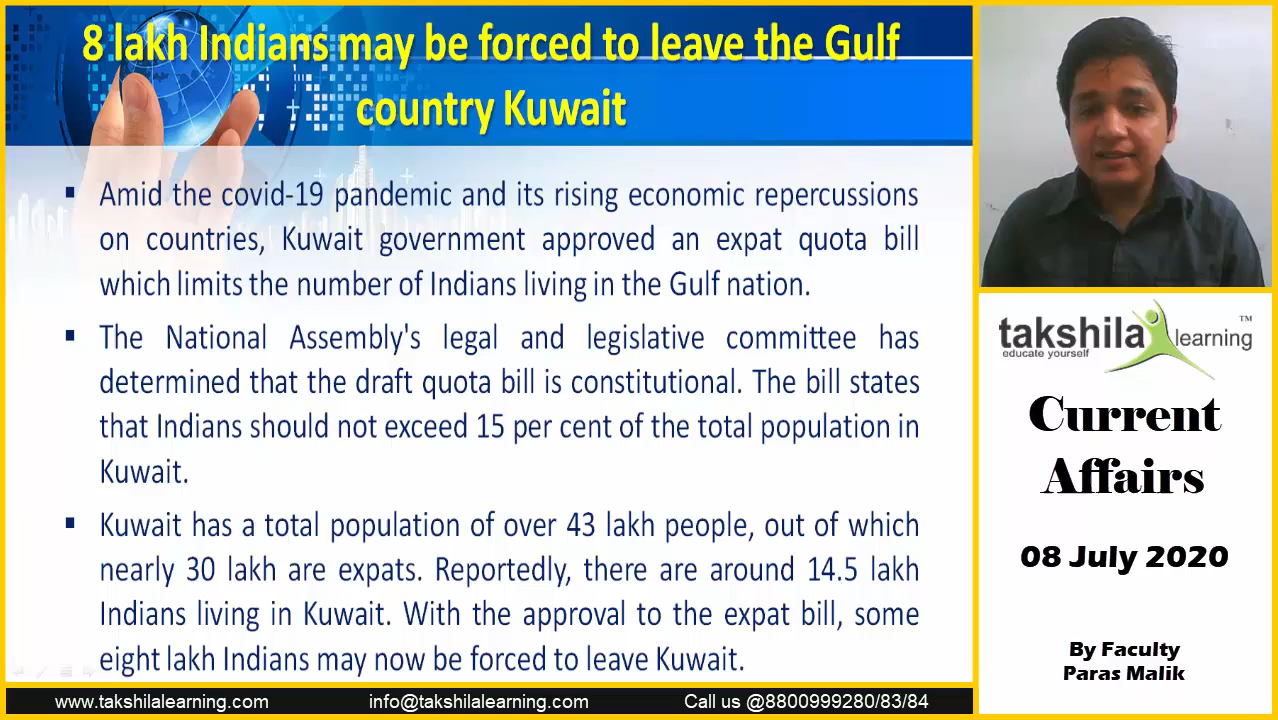 8 lakh Indians may be forced to leave the Gulf
country Kuwait
▪ Amid the covid-19 pandemic and its rising economic repercussions
on countries, Kuwait government approved an expat quota bill
which limits the number of Indians living in the Gulf nation.
▪ The National Assembly's legal and legislative committee has
determined that the draft quota bill is constitutional. The bill states
that Indians should not exceed 15 per cent of the total population in
Kuwait.
▪ Kuwait has a total population of over 43 lakh people, out of which
nearly 30 lakh are expats. Reportedly, there are around 14.5 lakh
Indians living in Kuwait. With the approval to the expat bill, some
eight lakh Indians may now be forced to leave Kuwait.
www.takshilalearning.com info@takshilalearning.com Call us @8800999280/83/84
takshila learning ™
educate yourself
Current
Affairs
08 July 2020
By Faculty
Paras Malik